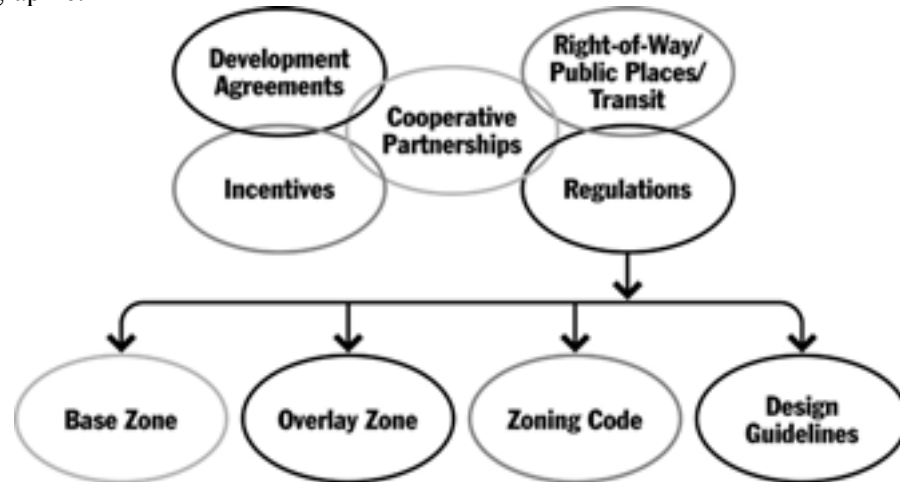 Development
Agreements
Right-of-Way/
Public Places/
Transit
Cooperative
Partnerships
Incentives
Regulations
Base Zone
Overlay Zone
Zoning Code
Design
Guidelines